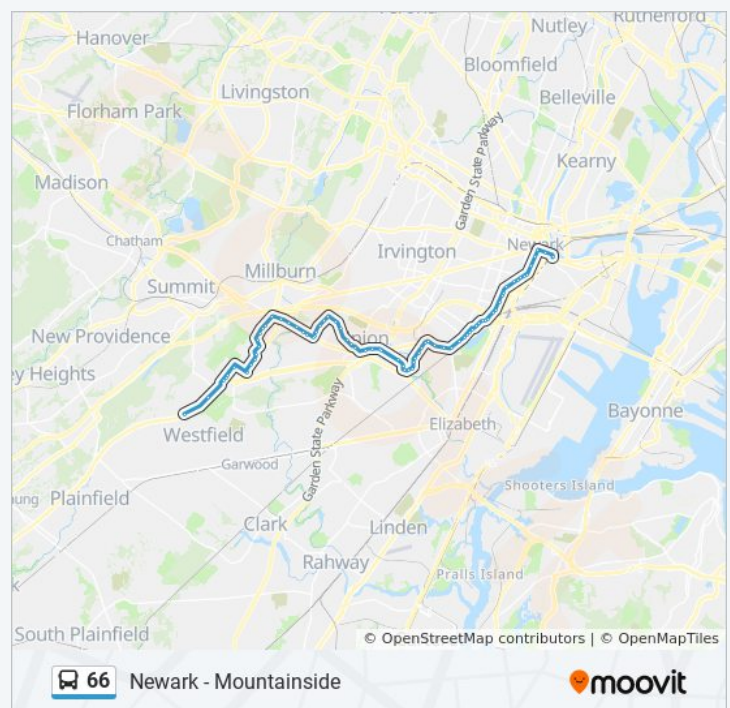 Rutherford
Nutley
Hanover
Bloomfield
Livingston
Belleville
Florham Park
Garden State Parkway
Kearny
Madison
Chatham
Irvington
Newark
Millburn
Summit
New Providence
ey Heights
Bayonne
Westfield
Elizabeth
Garden State Parkway
Garwood
Shooters Island
Plainfield
Clark
Linden
Rahway
Pralls Island
South Plainfield
© OpenStreetMap contributors | © OpenMapTiles
66 Newark - Mountainside
moovit